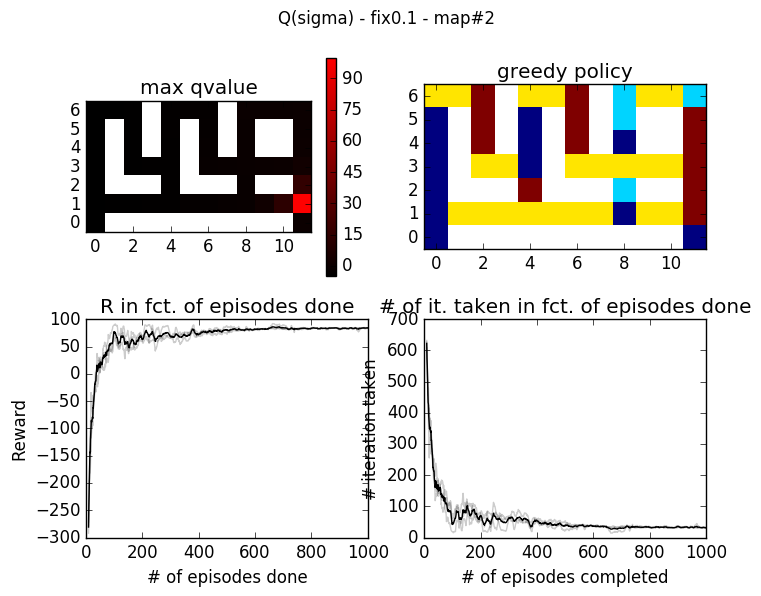 Q(sigma) - fix0.1 - map#2
max qvalue
6
5
4
3
2
1
0
0 2 4 6 8 10
90
75
60
45
30
15
0
greedy policy
6
5
4
3
2
1
0
0 2 4 6 8 10
R in fct. of episodes done
100
50
0
−50
−100
−150
−200
−250
−300
0 200 400 600 800 1000
Reward
# of episodes done
# of it. taken in fct. of episodes done
700
600
500
400
300
200
100
0
0 200 400 600 800 1000
# iteration taken
# of episodes completed